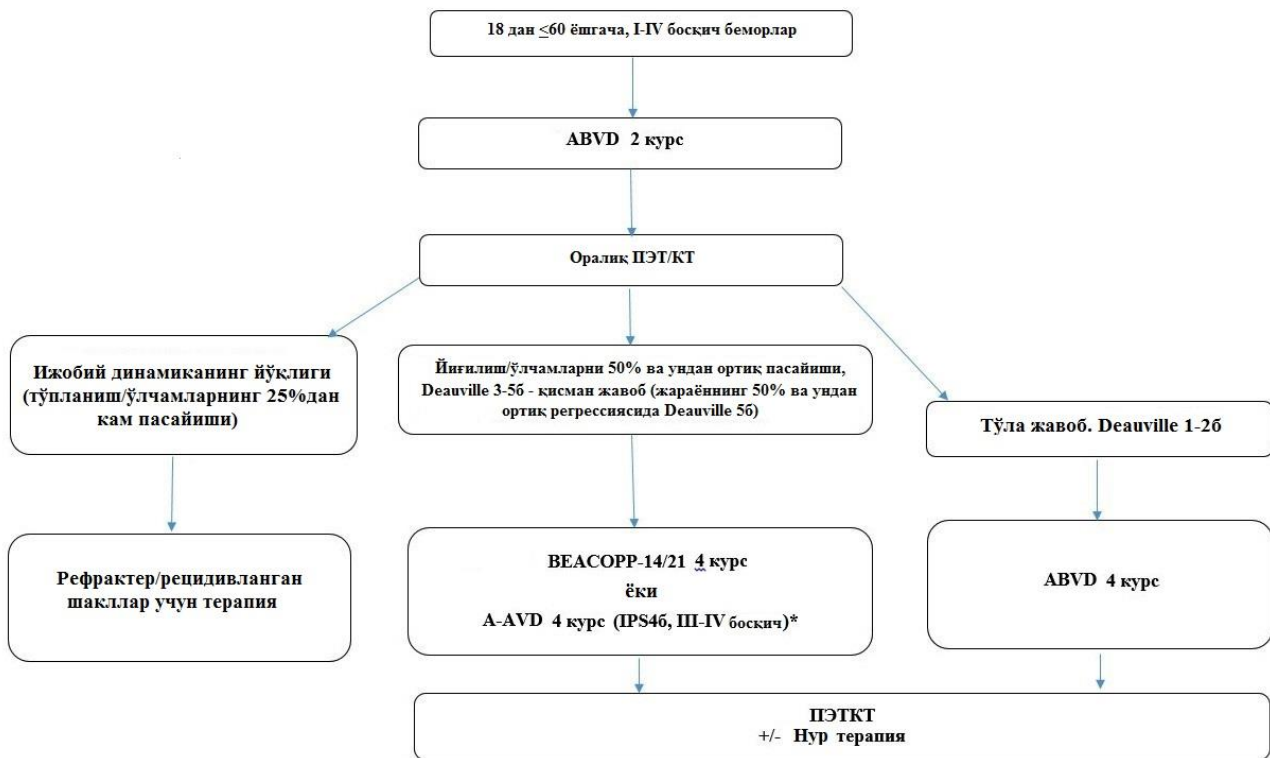 18 дан ≤60 ёшгача, I-IV босқич беморлар
ABVD 2 курс
Оралиқ ПЭТ/КТ
Ижобий динамиканинг йўқлиги
(тўпланиш/ўлчамларнинг 25%дан
кам пасайиши)
Йиғилиш/ўлчамларни 50% ва ундан ортиқ пасайиши,
Deauville 3-5б - қисман жавоб (жараённинг 50% ва ундан
ортиқ регрессиясида Deauville 5б)
Тўла жавоб. Deauville 1-2б
Рефрактер/рецидивланган
шакллар учун терапия
BEACOPP-14/21 4 курс
ёки
A-AVD 4 курс (IPS4б, III-IV босқич)*
ABVD 4 курс
ПЭТКТ
+/- Нур терапия